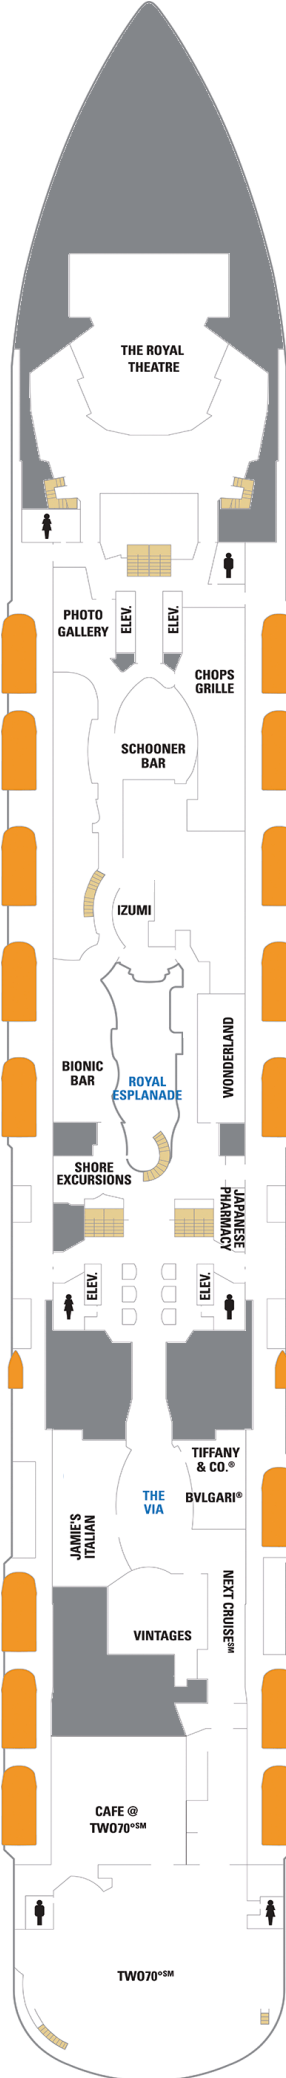 THE ROYAL
THEATRE
PHOTO
GALLERY
ELEV.
ELEV.
CHOPS
GRILLE
SCHOONER
BAR
IZUMI
WONDERLAND
BIONIC
BAR
ROYAL
ESPLANADE
SHORE
EXCURSIONS
JAPANESE
PHARMACY
ELEV.
ELEV.
TIFFANY
& CO.®
THE
VIA
BVLGARI®
JAMIE'S
ITALIAN
NEXT CRUISE℠
VINTAGES
CAFE @
TWO70°℠
TWO70°℠